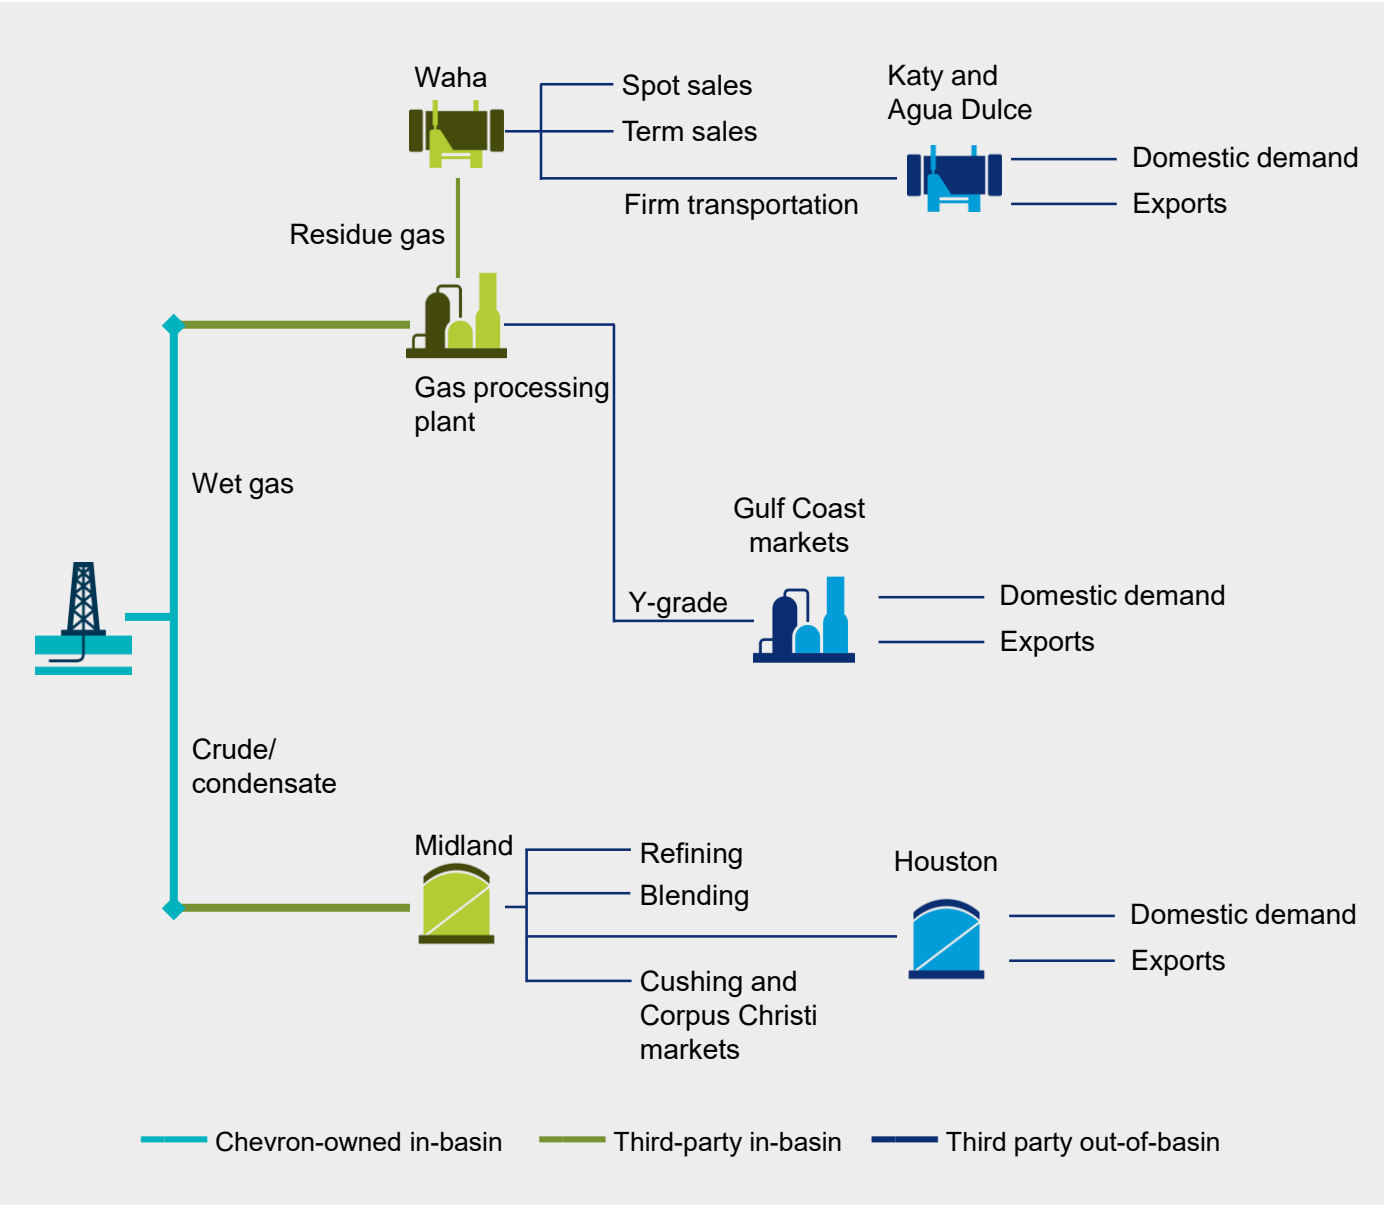 Waha
Spot sales
Term sales
Firm transportation
Katy and
Agua Dulce
Domestic demand
Exports
Residue gas
Gas processing
plant
Wet gas
Gulf Coast
markets
Y-grade
Domestic demand
Exports
Crude/
condensate
Midland
Refining
Blending
Cushing and
Corpus Christi
markets
Houston
Domestic demand
Exports
Chevron-owned in-basin
Third-party in-basin
Third party out-of-basin